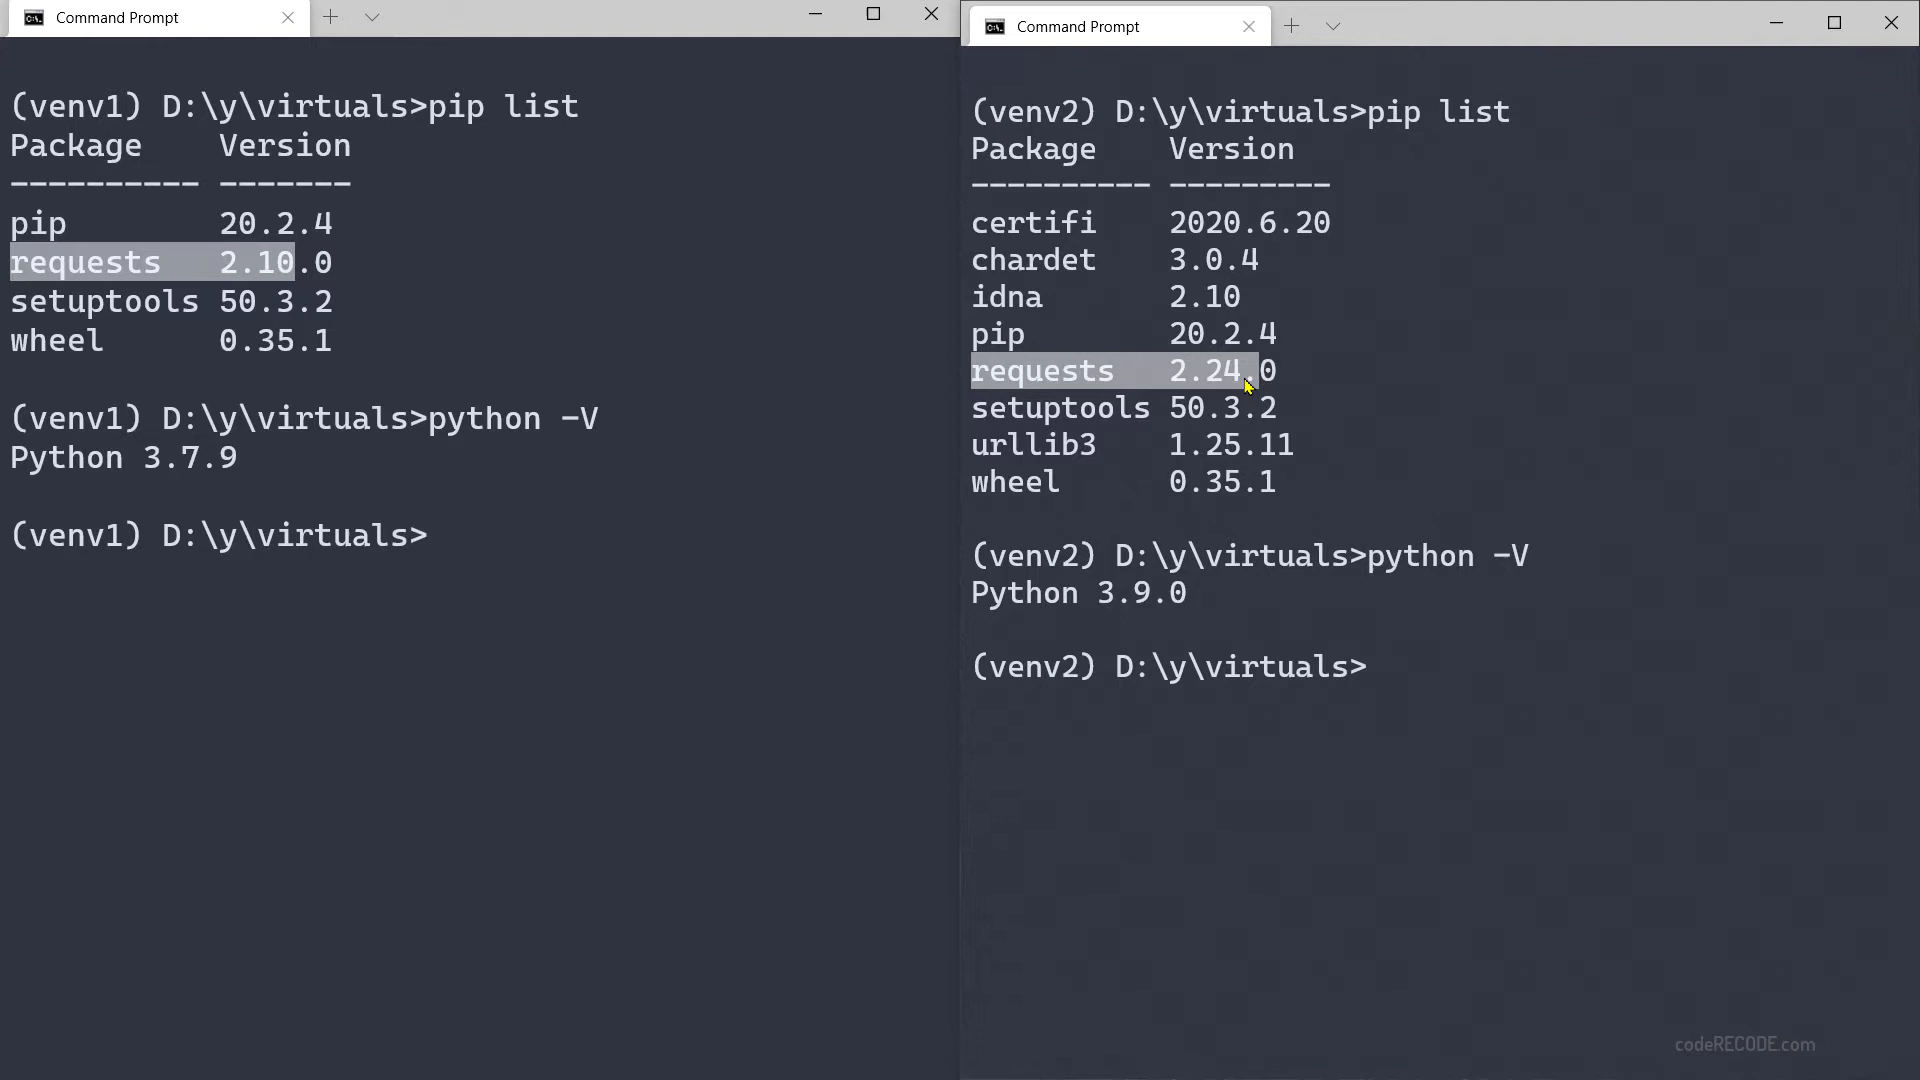 Command Prompt
(venv1) D:\y\virtuals>pip list
Package    Version
---------- -------
pip        20.2.4
requests   2.10.0
setuptools 50.3.2
wheel      0.35.1
(venv1) D:\y\virtuals>python -V
Python 3.7.9
(venv1) D:\y\virtuals>
Command Prompt
(venv2) D:\y\virtuals>pip list
Package    Version
---------- ---------
certifi    2020.6.20
chardet    3.0.4
idna       2.10
pip        20.2.4
requests   2.24.0
setuptools 50.3.2
urllib3    1.25.11
wheel      0.35.1
(venv2) D:\y\virtuals>python -V
Python 3.9.0
(venv2) D:\y\virtuals>
codeRECODE.com